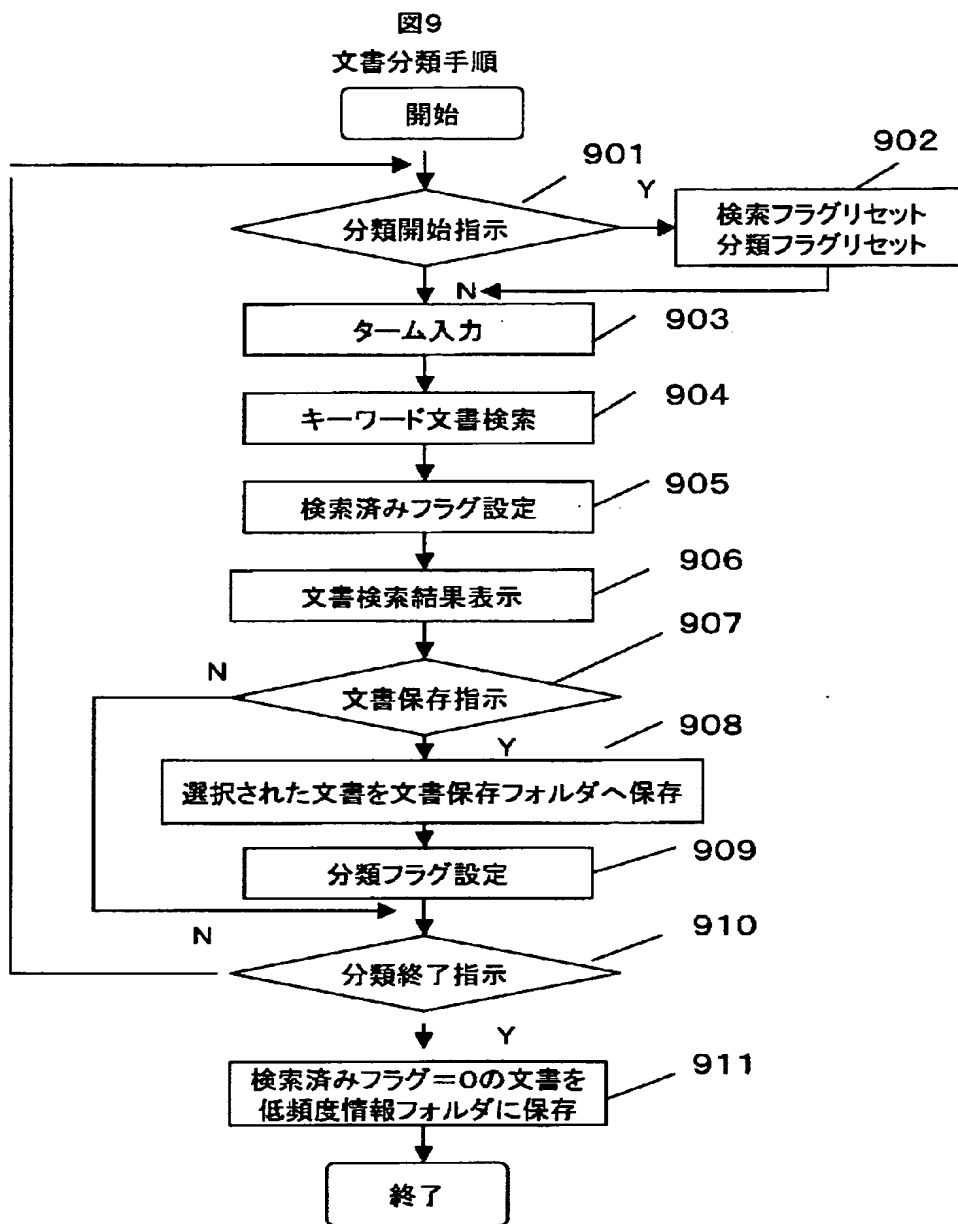 図9
文書分類手順
開始
901
902
Y
分類開始指示
検索フラグリセット
分類フラグリセット
N
903
ターム入力
904
キーワード文書検索
905
検索済みフラグ設定
906
文書検索結果表示
907
N
文書保存指示
908
Y
選択された文書を文書保存フォルダへ保存
909
分類フラグ設定
N
910
分類終了指示
Y
911
検索済みフラグ=0の文書を
低頻度情報フォルダに保存
終了